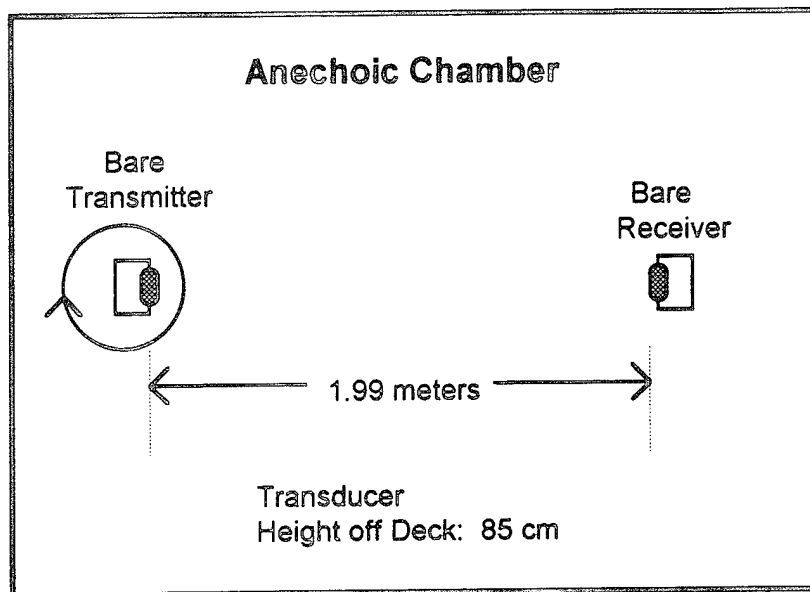 Anechoic Chamber
Bare
Transmitter
Bare
Receiver
1.99 meters
Transducer
Height off Deck: 85 cm